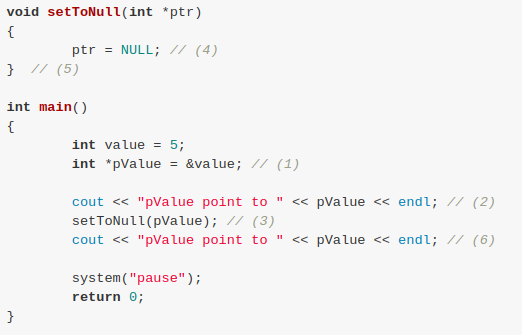 void setToNull(int *ptr)
{
        ptr = NULL; // (4)
}  // (5)

int main()
{
        int value = 5;
        int *pValue = &value; // (1)

        cout << "pValue point to " << pValue << endl; // (2)
        setToNull(pValue); // (3)
        cout << "pValue point to " << pValue << endl; // (6)

        system("pause");
        return 0;
}